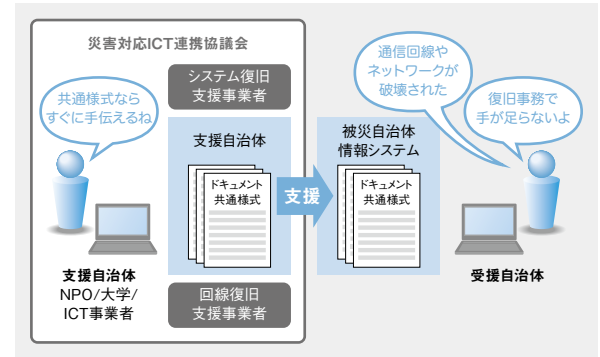 災害対応ICT連携協議会
システム復旧
支援事業者
共通様式なら
すぐに手伝えるね
支援自治体
ドキュメント
共通様式
支援自治体
NPO/大学/
ICT事業者
回線復旧
支援事業者
支援
通信回線や
ネットワークが
破壊された
復旧事務で
手が足らないよ
被災自治体
情報システム
ドキュメント
共通様式
受援自治体